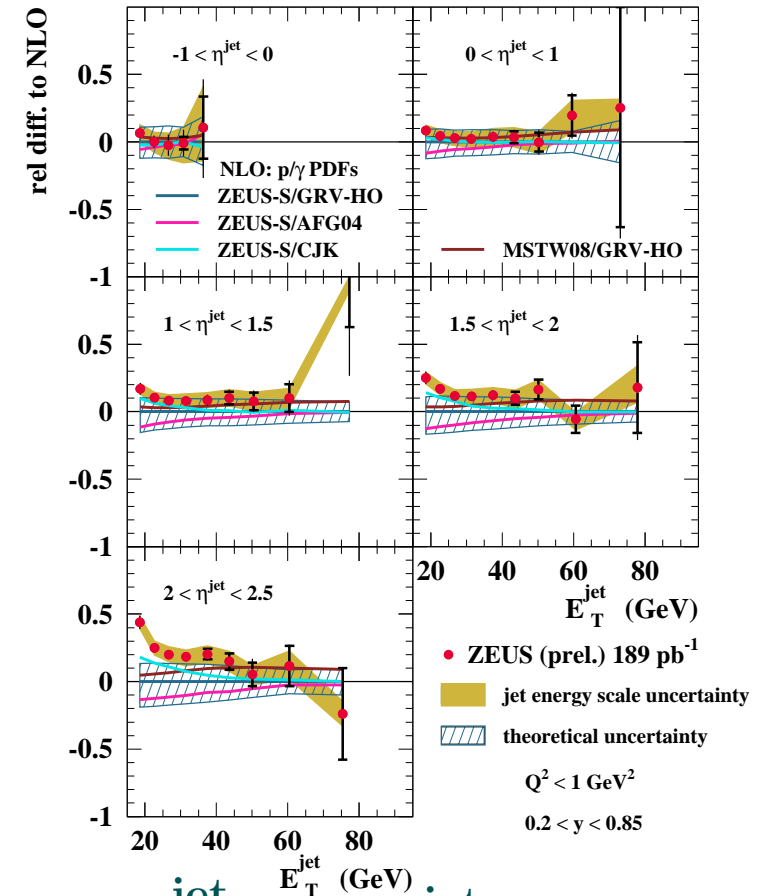 rel diff. to NLO
-1 < η^jet < 0
0 < η^jet < 1
0.5
0
-0.5
-1
NLO: p/γ PDFs
ZEUS-S/GRV-HO
ZEUS-S/AFG04
ZEUS-S/CJK
MSTW08/GRV-HO
1 < η^jet < 1.5
1.5 < η^jet < 2
0.5
0
-0.5
-1
20 40 60 80
E_T^jet (GeV)
2 < η^jet < 2.5
0.5
0
-0.5
-1
ZEUS (prel.) 189 pb^-1
jet energy scale uncertainty
theoretical uncertainty
Q^2 < 1 GeV^2
0.2 < y < 0.85
20 40 60 80
E_T^jet (GeV)